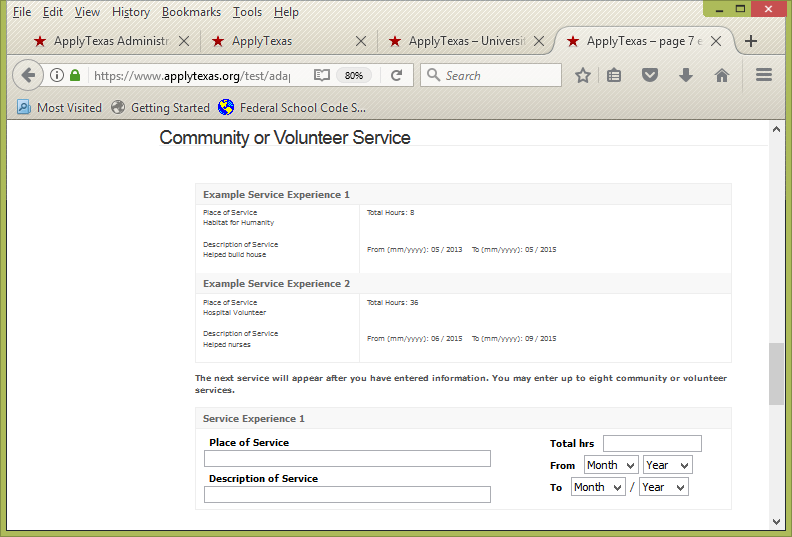 File Edit View History Bookmarks Tools Help
ApplyTexas Administr ApplyTexas ApplyTexas – Universit ApplyTexas – page 7 e
https://www.applytexas.org/test/adap 80% Search
Most Visited Getting Started Federal School Code S...
Community or Volunteer Service
Example Service Experience 1
Place of Service Total Hours: 8
Habitat for Humanity
Description of Service From (mm/yyyy): 05 / 2013 To (mm/yyyy): 05 / 2015
Helped build house
Example Service Experience 2
Place of Service Total Hours: 36
Hospital Volunteer
Description of Service From (mm/yyyy): 06 / 2015 To (mm/yyyy): 09 / 2015
Helped nurses
The next service will appear after you have entered information. You may enter up to eight community or volunteer
services.
Service Experience 1
Place of Service Total hrs
From Month Year
Description of Service
To Month / Year